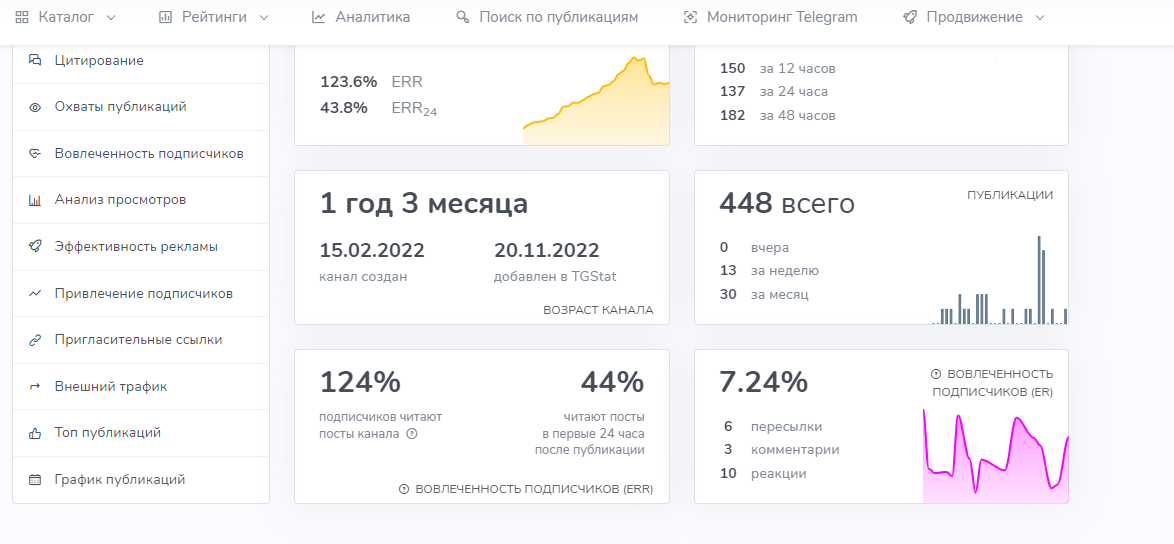 Каталог
Рейтинги
Аналитика
Поиск по публикациям
Мониторинг Telegram
Продвижение
Цитирование
Охваты публикаций
Вовлеченность подписчиков
Анализ просмотров
Эффективность рекламы
Привлечение подписчиков
Пригласительные ссылки
Внешний трафик
Топ публикаций
График публикаций
123.6% ERR
43.8% ERR24
150 за 12 часов
137 за 24 часа
182 за 48 часов
1 год 3 месяца
15.02.2022 20.11.2022
канал создан добавлен в TGStat
ВОЗРАСТ КАНАЛА
448 всего
ПУБЛИКАЦИИ
0 вчера
13 за неделю
30 за месяц
124% 44%
подписчиков читают
посты канала
читают посты
в первые 24 часа
после публикации
ВОВЛЕЧЕННОСТЬ ПОДПИСЧИКОВ (ERR)
7.24%
ВОВЛЕЧЕННОСТЬ
ПОДПИСЧИКОВ (ER)
6 пересылки
3 комментарии
10 реакции